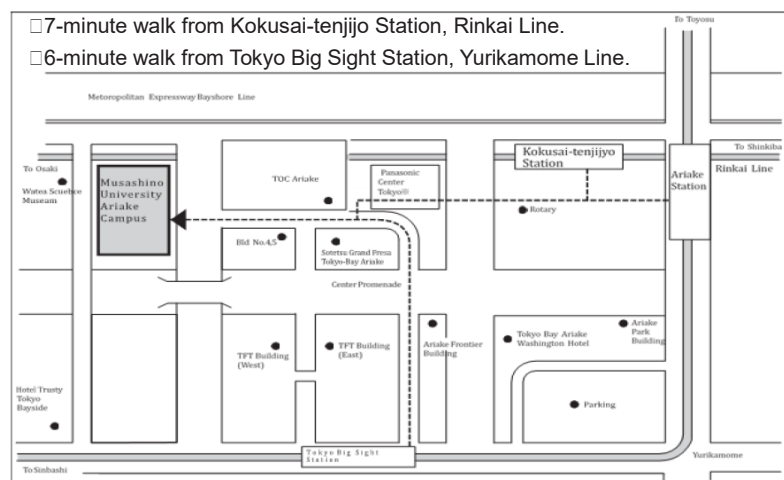 □7-minute walk from Kokusai-tenjijo Station, Rinkai Line.
□6-minute walk from Tokyo Big Sight Station, Yurikamome Line.
To Toyosu
Metoropolitan Expressway Bayshore Line
To Shinkiba
Kokusai-tenjijyo
Station
Rinkai Line
Ariake
Station
To Osaki
Watea Scuebce
Museam
Musashino
University
Ariake
Campus
TOC Ariake
Panasonic
Center
Tokyo®
Rotary
Bld No.4,5
Sotetsu Grand Fresa
Tokyo-Bay Ariake
Center Promenade
TFT Building
(West)
TFT Building
(East)
Ariake Frontier
Building
Tokyo Bay Ariake
Washington Hotel
Ariake
Park
Building
Hotel Trusty
Tokyo
Bayside
Parking
Tokyo Big Sight
Station
Yurikamome
To Sinbashi